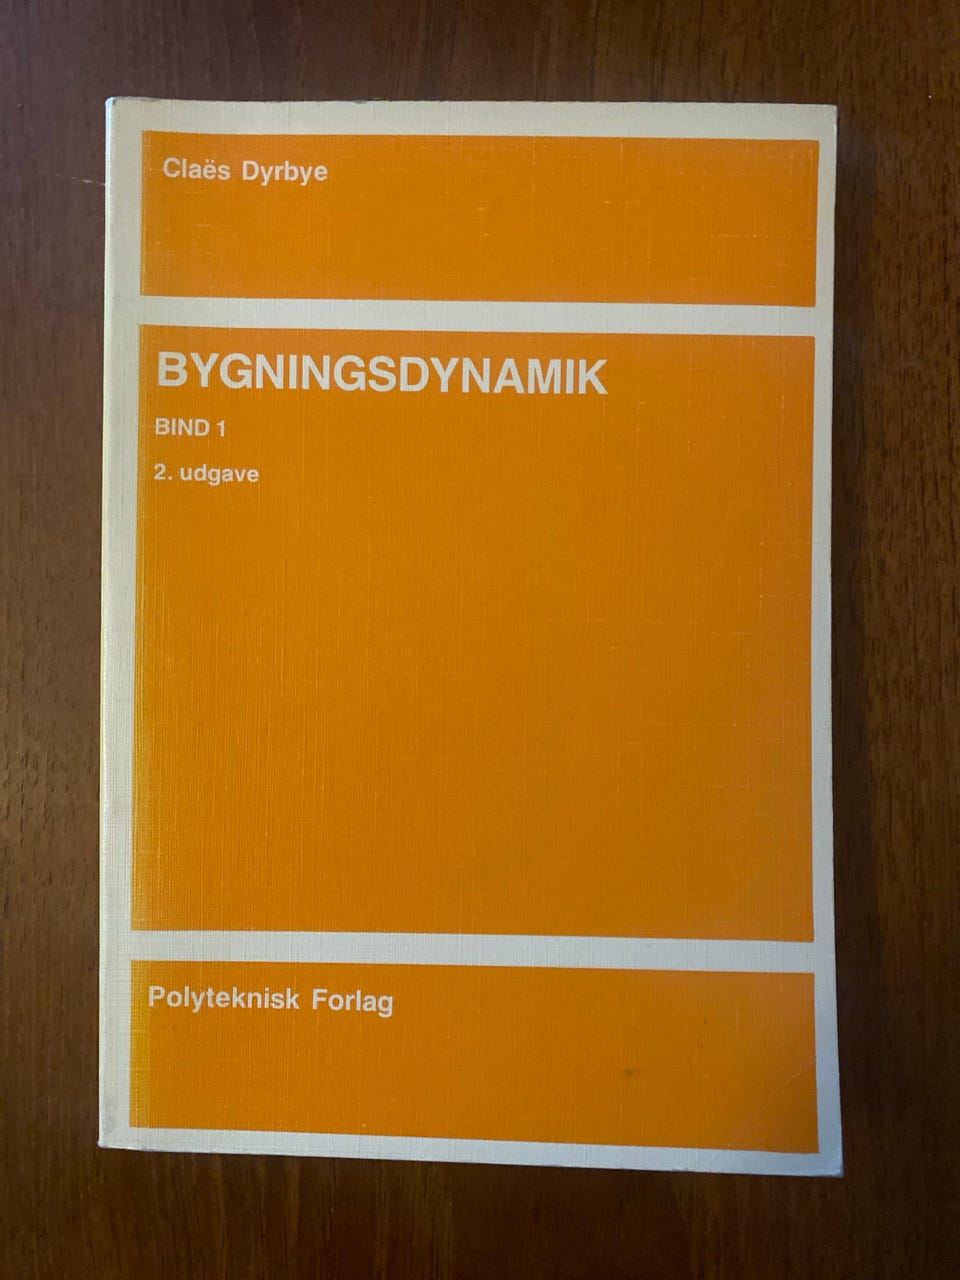 Claës Dyrbye
BYGNINGSDYNAMIK
BIND 1
2. udgave
Polyteknisk Forlag